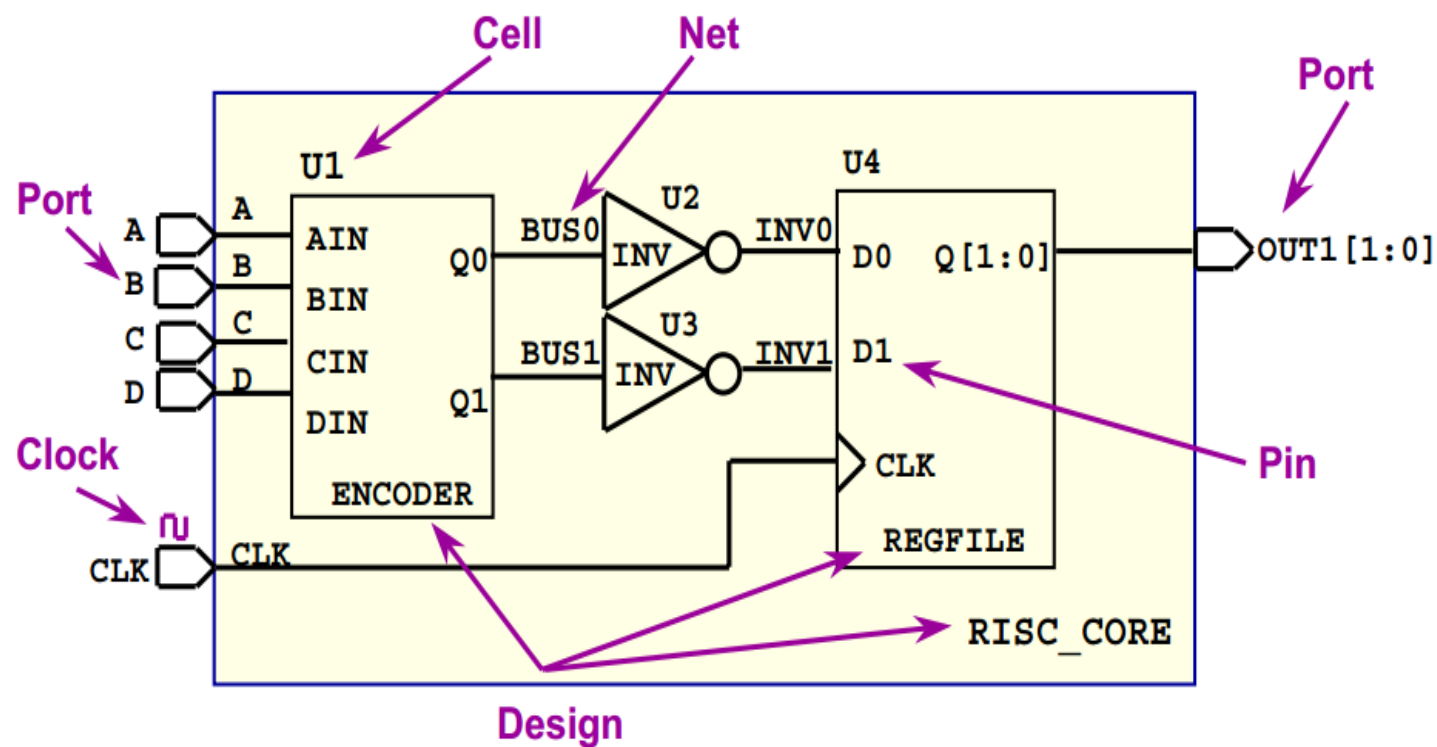 Cell
Net
Port
U1
U4
Port
A
A
AIN
BUS0
U2
INV
INV0
D0
Q[1:0]
OUT1[1:0]
Q0
B
B
BIN
C
C
CIN
BUS1
U3
INV
INV1
D1
D
D
DIN
Q1
Clock
CLK
Pin
ENCODER
CLK
CLK
REGFILE
RISC_CORE
Design